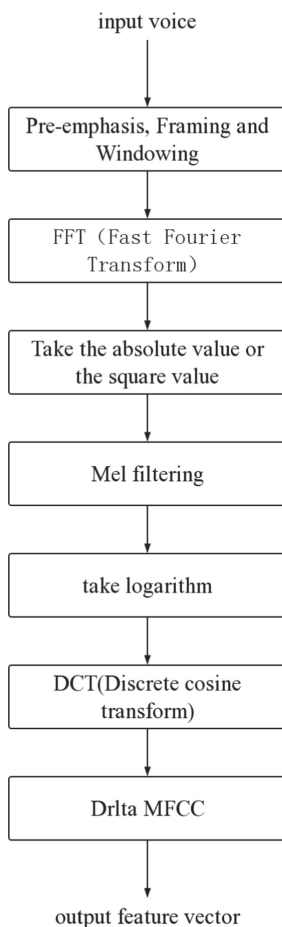 input voice
Pre-emphasis, Framing and
Windowing
FFT（Fast Fourier
Transform）
Take the absolute value or
the square value
Mel filtering
take logarithm
DCT(Discrete cosine
transform)
Drlta MFCC
output feature vector